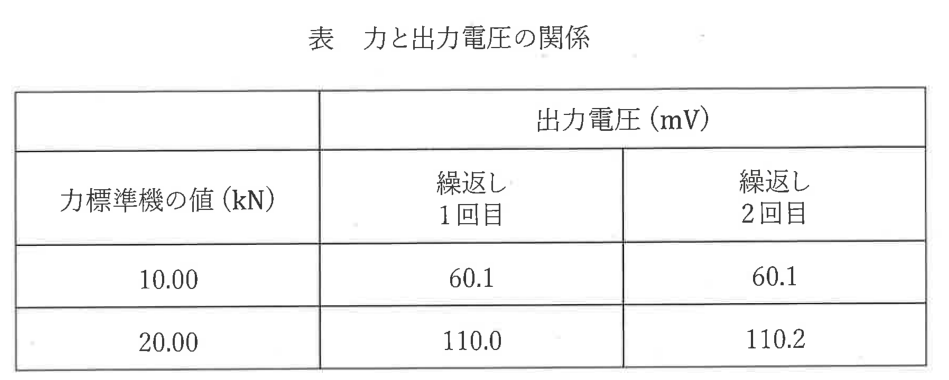 表　力と出力電圧の関係
出力電圧（mV）
力標準機の値（kN）
繰返し
1回目
繰返し
2回目
10.00
60.1
60.1
20.00
110.0
110.2